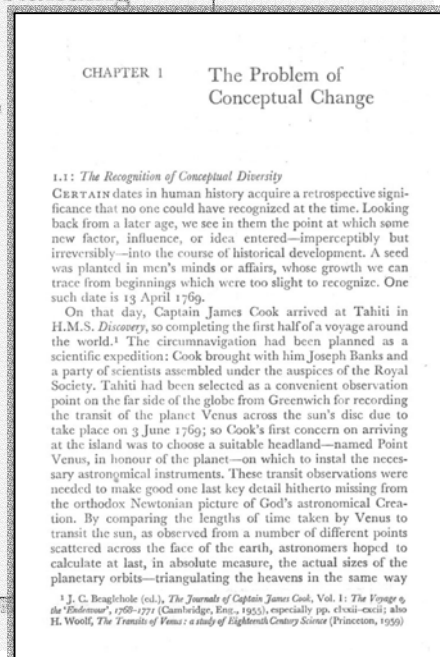 CHAPTER 1
The Problem of
Conceptual Change
1.1: The Recognition of Conceptual Diversity
CERTAIN dates in human history acquire a retrospective signi-
ficance that no one could have recognized at the time. Looking
back from a later age, we see in them the point at which some
new factor, influence, or idea entered—imperceptibly but
irreversibly—into the course of historical development. A seed
was planted in men's minds or affairs, whose growth we can
trace from beginnings which were too slight to recognize. One
such date is 13 April 1769.
On that day, Captain James Cook arrived at Tahiti in
H.M.S. Discovery, so completing the first half of a voyage around
the world.¹ The circumnavigation had been planned as a
scientific expedition: Cook brought with him Joseph Banks and
a party of scientists assembled under the auspices of the Royal
Society. Tahiti had been selected as a convenient observation
point on the far side of the globe from Greenwich for recording
the transit of the planet Venus across the sun's disc due to
take place on 3 June 1769; so Cook's first concern on arriving
at the island was to choose a suitable headland—named Point
Venus, in honour of the planet—on which to instal the neces-
sary astronomical instruments. These transit observations were
needed to make good one last key detail hitherto missing from
the orthodox Newtonian picture of God's astronomical Crea-
tion. By comparing the lengths of time taken by Venus to
transit the sun, as observed from a number of different points
scattered across the face of the earth, astronomers hoped to
calculate at last, in absolute measure, the actual sizes of the
planetary orbits—triangulating the heavens in the same way
¹ J. C. Beaglehole (ed.), The Journals of Captain James Cook, Vol. 1: The Voyage o
the 'Endeavour', 1768-1771 (Cambridge, Eng., 1955), especially pp. clxxii-excii; also
H. Woolf, The Transits of Venus: a study of Eighteenth Century Science (Princeton, 1959)